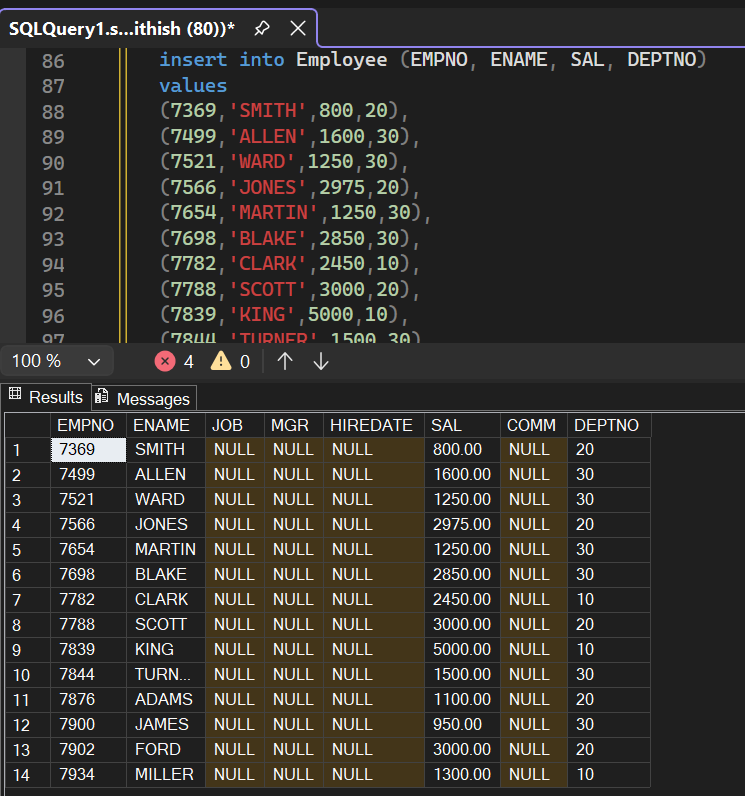 SQLQuery1.s...ithish (80))*
86 insert into Employee (EMPNO, ENAME, SAL, DEPTNO)
87 values
88 (7369,'SMITH',800,20),
89 (7499,'ALLEN',1600,30),
90 (7521,'WARD',1250,30),
91 (7566,'JONES',2975,20),
92 (7654,'MARTIN',1250,30),
93 (7698,'BLAKE',2850,30),
94 (7782,'CLARK',2450,10),
95 (7788,'SCOTT',3000,20),
96 (7839,'KING',5000,10),
97 (7844,'TURNER',1500,30)
100 % 4 0
Results Messages
EMPNO ENAME JOB MGR HIREDATE SAL COMM DEPTNO
1 7369 SMITH NULL NULL NULL 800.00 NULL 20
2 7499 ALLEN NULL NULL NULL 1600.00 NULL 30
3 7521 WARD NULL NULL NULL 1250.00 NULL 30
4 7566 JONES NULL NULL NULL 2975.00 NULL 20
5 7654 MARTIN NULL NULL NULL 1250.00 NULL 30
6 7698 BLAKE NULL NULL NULL 2850.00 NULL 30
7 7782 CLARK NULL NULL NULL 2450.00 NULL 10
8 7788 SCOTT NULL NULL NULL 3000.00 NULL 20
9 7839 KING NULL NULL NULL 5000.00 NULL 10
10 7844 TURN... NULL NULL NULL 1500.00 NULL 30
11 7876 ADAMS NULL NULL NULL 1100.00 NULL 20
12 7900 JAMES NULL NULL NULL 950.00 NULL 30
13 7902 FORD NULL NULL NULL 3000.00 NULL 20
14 7934 MILLER NULL NULL NULL 1300.00 NULL 10